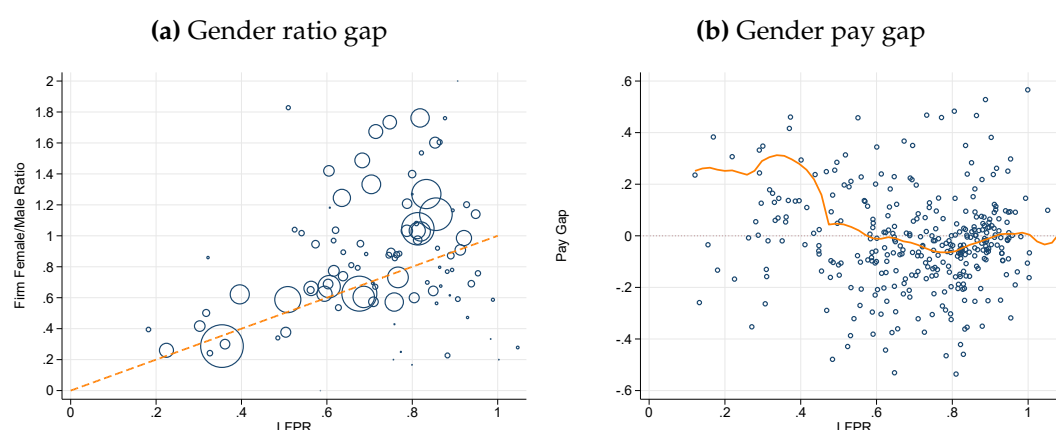 (a) Gender ratio gap
Firm Female/Male Ratio
2
1.8
1.6
1.4
1.2
1
.8
.6
.4
.2
0
0 .2 .4 .6 .8 1
LFPR
(b) Gender pay gap
Pay Gap
.6
.4
.2
0
-.2
-.4
-.6
0 .2 .4 .6 .8 1
LFPR